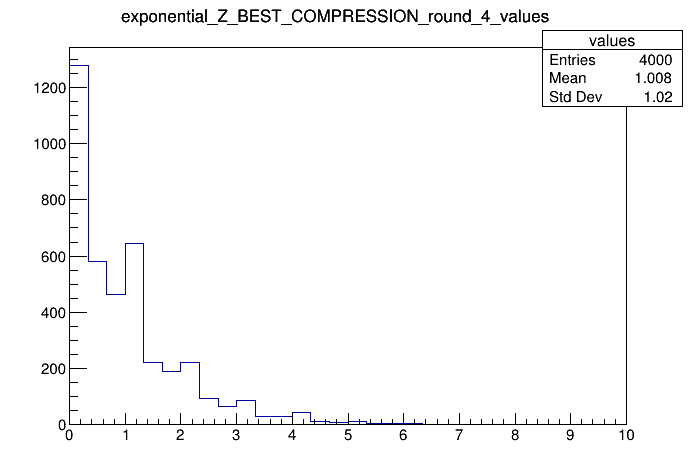 exponential_Z_BEST_COMPRESSION_round_4_values
values
Entries 4000
Mean 1.008
Std Dev 1.02
1200
1000
800
600
400
200
0
0 1 2 3 4 5 6 7 8 9 10